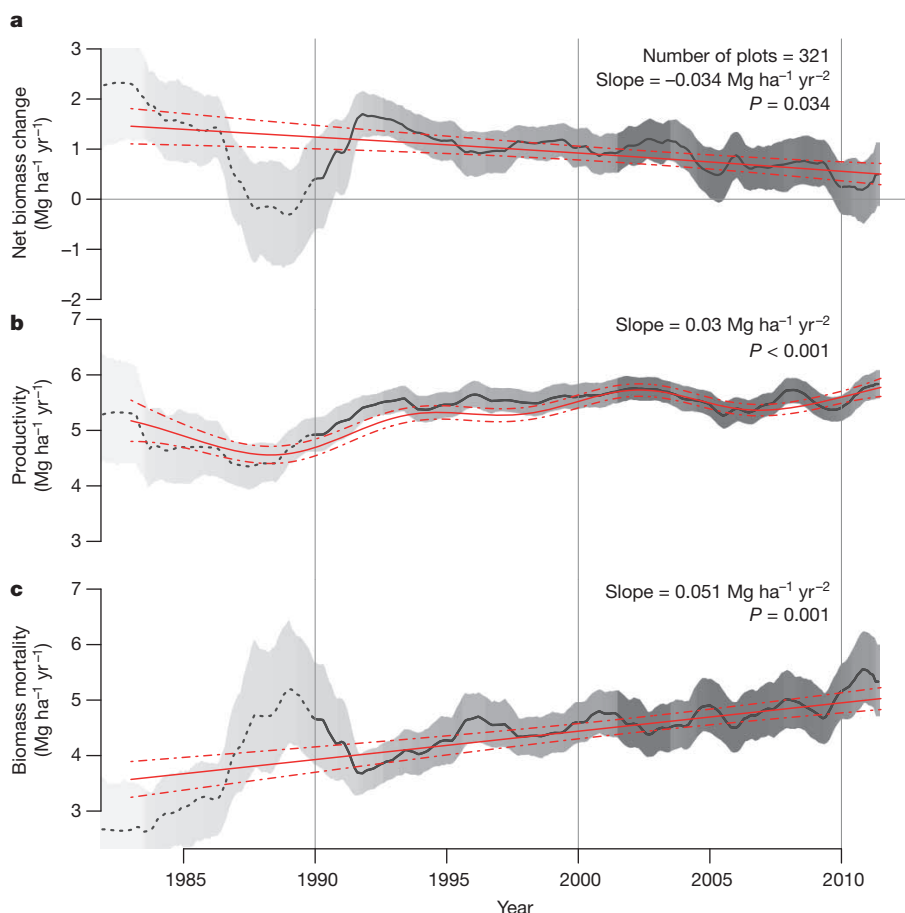 a
Number of plots = 321
Slope = –0.034 Mg ha⁻¹ yr⁻²
P = 0.034
Net biomass change
(Mg ha⁻¹ yr⁻¹)
3
2
1
0
–1
–2
b
Slope = 0.03 Mg ha⁻¹ yr⁻²
P < 0.001
Productivity
(Mg ha⁻¹ yr⁻¹)
7
6
5
4
3
c
Slope = 0.051 Mg ha⁻¹ yr⁻²
P = 0.001
Biomass mortality
(Mg ha⁻¹ yr⁻¹)
7
6
5
4
3
1985 1990 1995 2000 2005 2010
Year